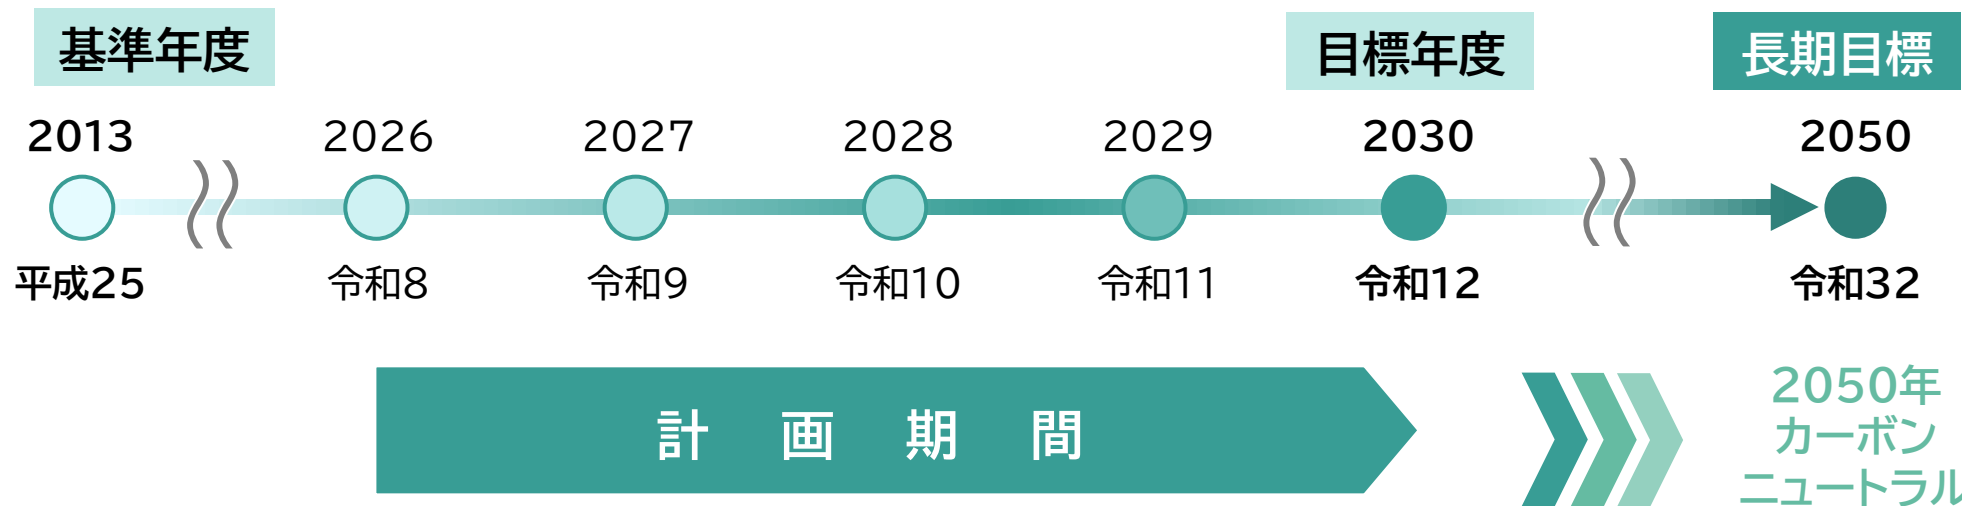 基準年度
目標年度
長期目標
2013
2026
2027
2028
2029
2030
2050
平成25
令和8
令和9
令和10
令和11
令和12
令和32
計画期間
2050年
カーボン
ニュートラル